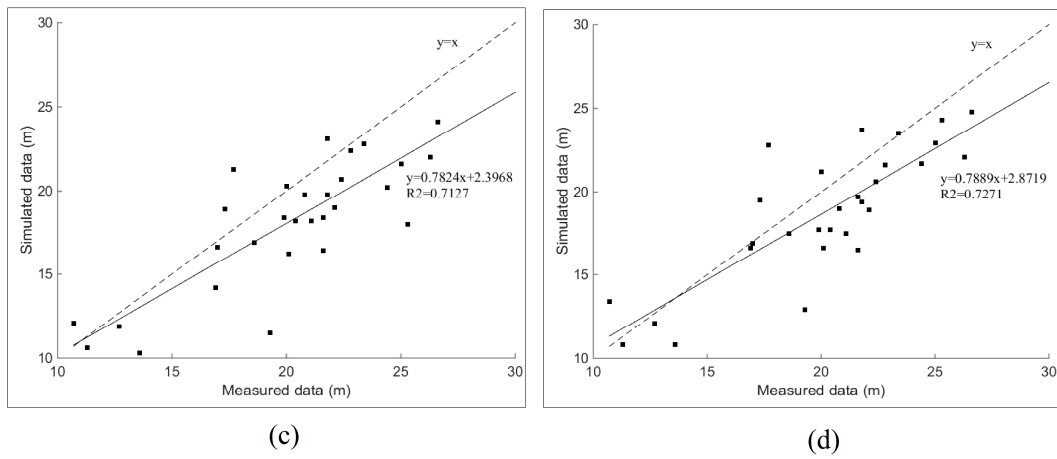 30
25
20
15
10
Simulated data (m)
y=x
y=0.7824x+2.3968
R2=0.7127
10
15
20
25
30
Measured data (m)
(c)
30
25
20
15
10
Simulated data (m)
y=x
y=0.7889x+2.8719
R2=0.7271
10
15
20
25
30
Measured data (m)
(d)